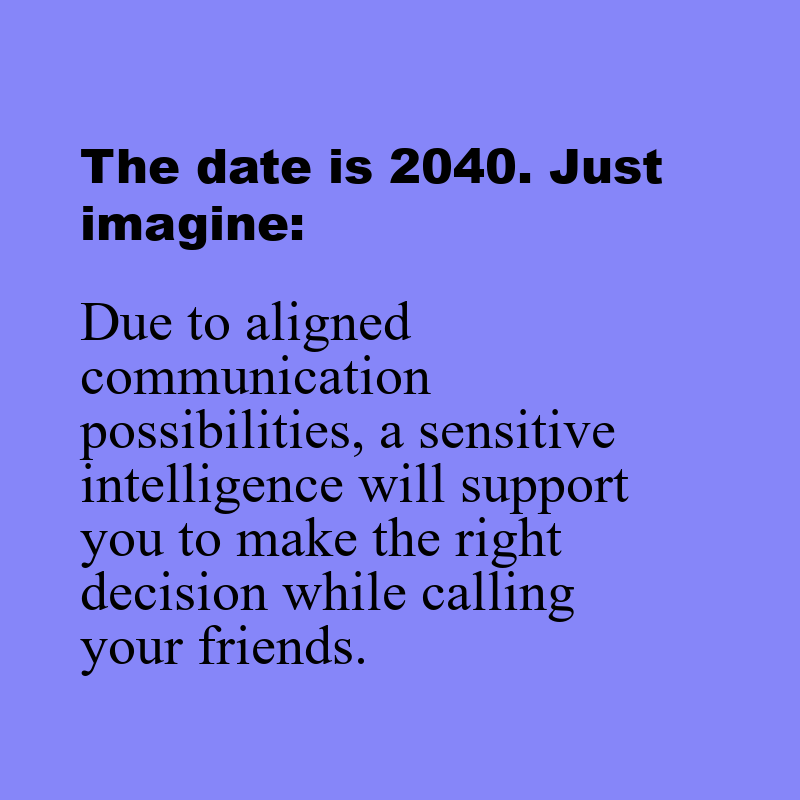 The date is 2040. Just
imagine:
Due to aligned
communication
possibilities, a sensitive
intelligence will support
you to make the right
decision while calling
your friends.